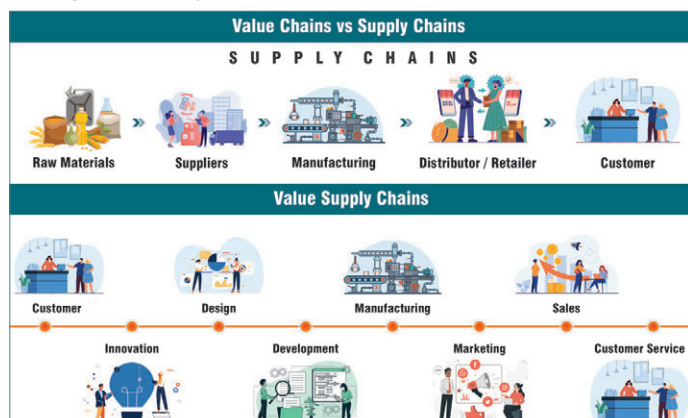 Value Chains vs Supply Chains
SUPPLY CHAINS
Raw Materials
Suppliers
Manufacturing
Distributor / Retailer
Customer
Value Supply Chains
Customer
Design
Manufacturing
Sales
Innovation
Development
Marketing
Customer Service